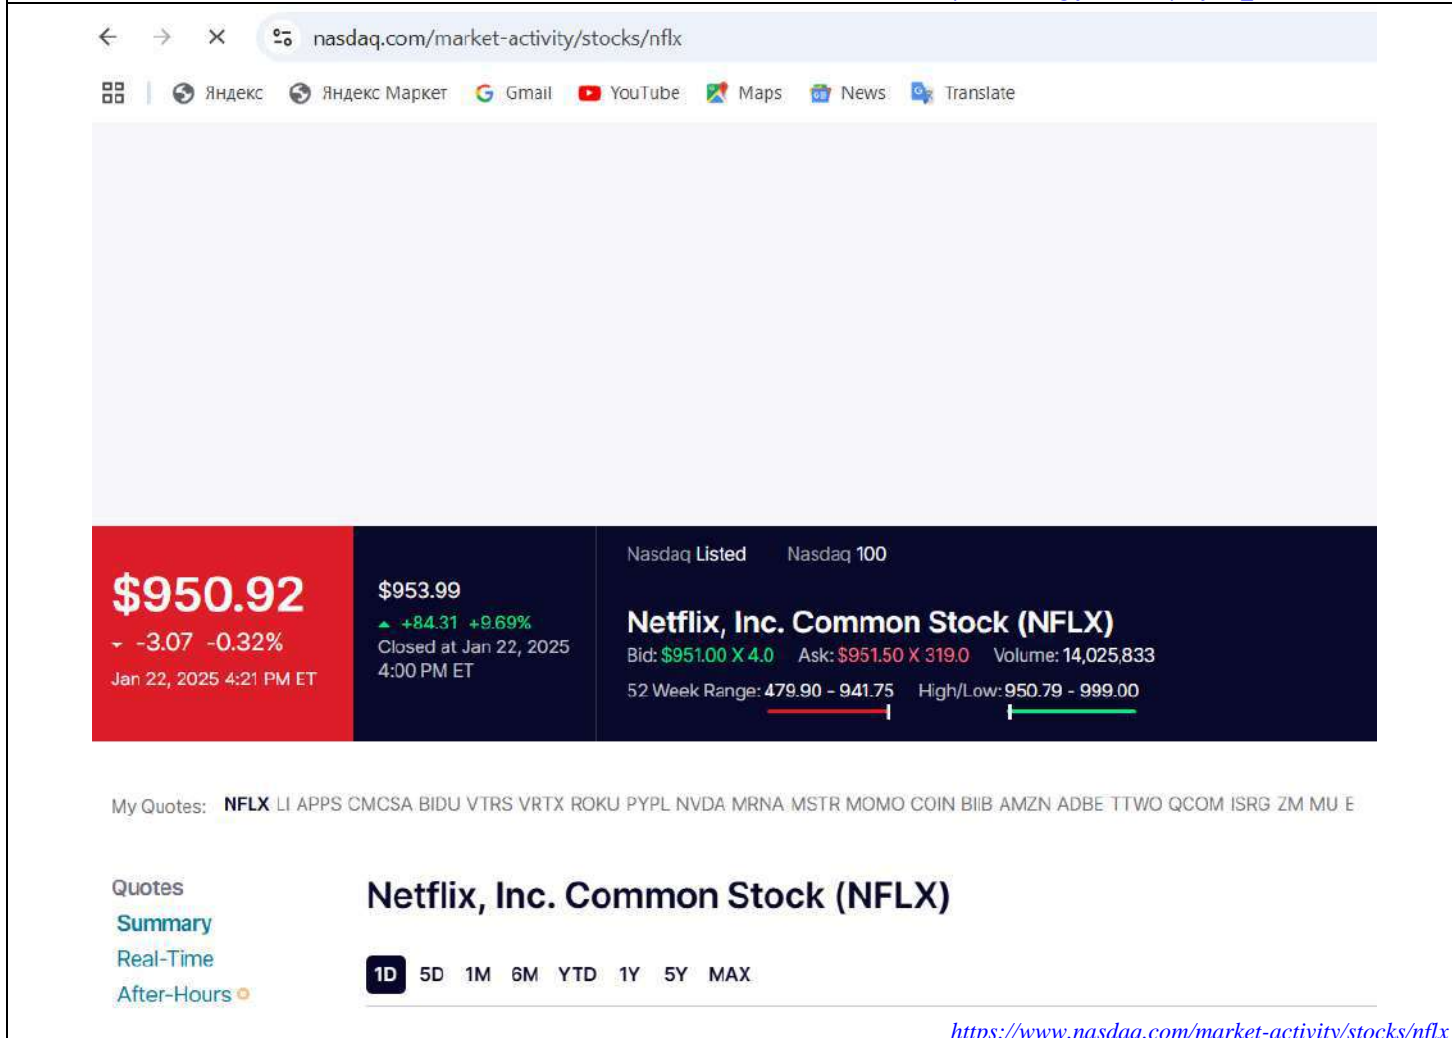 nasdaq.com/market-activity/stocks/nflx
Яндекс Яндекс Маркет Gmail YouTube Maps News Translate
Nasdaq Listed Nasdaq 100
$950.92
-3.07 -0.32%
Jan 22, 2025 4:21 PM ET
$953.99
+84.31 +9.69%
Closed at Jan 22, 2025
4:00 PM ET
Netflix, Inc. Common Stock (NFLX)
Bid: $951.00 X 4.0 Ask: $951.50 X 319.0 Volume: 14,025,833
52 Week Range: 479.90 - 941.75 High/Low: 950.79 - 999.00
My Quotes: NFLX LI APPS CMCSA BIDU VTRS VRTX ROKU PYPL NVDA MRNA MSTR MOMO COIN BIIB AMZN ADBE TTWO QCOM ISRG ZM MU
Quotes
Summary
Real-Time
After-Hours
Netflix, Inc. Common Stock (NFLX)
1D 5D 1M 6M YTD 1Y 5Y MAX
https://www.nasdaq.com/market-activity/stocks/nflx